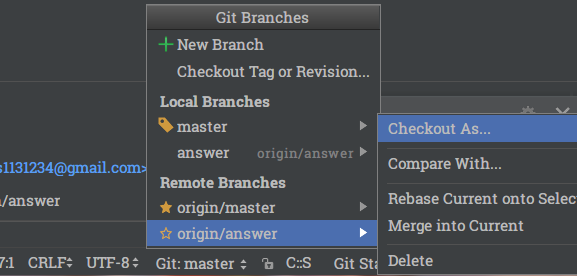 Git Branches
New Branch
Checkout Tag or Revision...
Local Branches
master
answer origin/answer
Remote Branches
origin/master
origin/answer
Checkout As...
Compare With...
Rebase Current onto Selec
Merge into Current
Delete
s1131234@gmail.com>
n/answer
7:1 CRLF UTF-8 Git: master C::S Git Sta